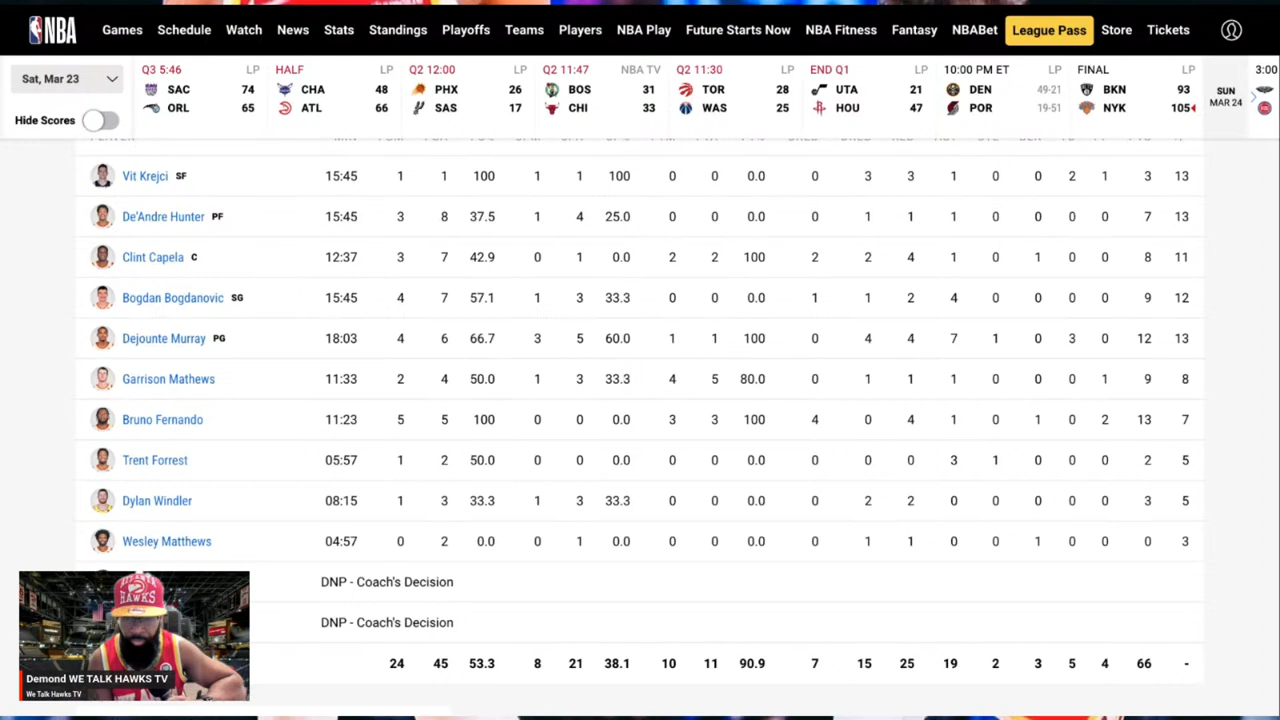 NBA Games Schedule Watch News Stats Standings Playoffs Teams Players NBA Play Future Starts Now NBA Fitness Fantasy NBABet League Pass Store Tickets
Sat, Mar 23
Hide Scores
Q3 5:46 LP
SAC 74
ORL 65
HALF LP
CHA 48
ATL 66
Q2 12:00 LP
PHX 26
SAS 17
Q2 11:47 NBA TV
BOS 31
CHI 33
Q2 11:30 LP
TOR 28
WAS 25
END Q1 LP
UTA 21
HOU 47
10:00 PM ET LP
DEN 49-21
POR 19-51
FINAL LP
BKN 93
NYK 105
SUN
MAR 24
3:00
Vit Krejci SF 15:45 1 1 100 1 1 100 0 0 0.0 0 3 3 1 0 0 2 1 3 13
De'Andre Hunter PF 15:45 3 8 37.5 1 4 25.0 0 0 0.0 0 1 1 1 0 0 0 0 7 13
Clint Capela C 12:37 3 7 42.9 0 1 0.0 2 2 100 2 2 4 1 0 1 0 0 8 11
Bogdan Bogdanovic SG 15:45 4 7 57.1 1 3 33.3 0 0 0.0 1 1 2 4 0 0 0 0 9 12
Dejounte Murray PG 18:03 4 6 66.7 3 5 60.0 1 1 100 0 4 4 7 1 0 3 0 12 13
Garrison Mathews 11:33 2 4 50.0 1 3 33.3 4 5 80.0 0 1 1 1 0 0 0 1 9 8
Bruno Fernando 11:23 5 5 100 0 0 0.0 3 3 100 4 0 4 1 0 1 0 2 13 7
Trent Forrest 05:57 1 2 50.0 0 0 0.0 0 0 0.0 0 0 0 3 1 0 0 0 2 5
Dylan Windler 08:15 1 3 33.3 1 3 33.3 0 0 0.0 0 2 2 0 0 0 0 0 3 5
Wesley Matthews 04:57 0 2 0.0 0 1 0.0 0 0 0.0 0 1 1 0 0 1 0 0 0 3
DNP - Coach's Decision
DNP - Coach's Decision
24 45 53.3 8 21 38.1 10 11 90.9 7 15 25 19 2 3 5 4 66 -
HAWKS
Demond WE TALK HAWKS TV
We Talk Hawks TV